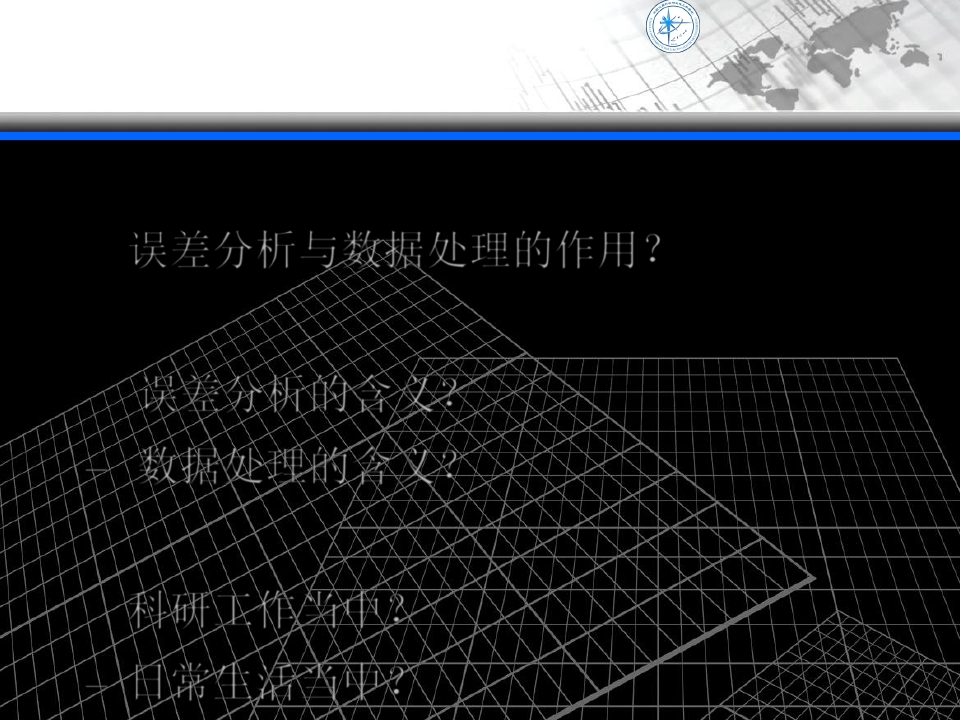 误差分析与数据处理的作用？
误差分析的含义？
– 数据处理的含义？
科研工作当中？
– 日常生活当中？